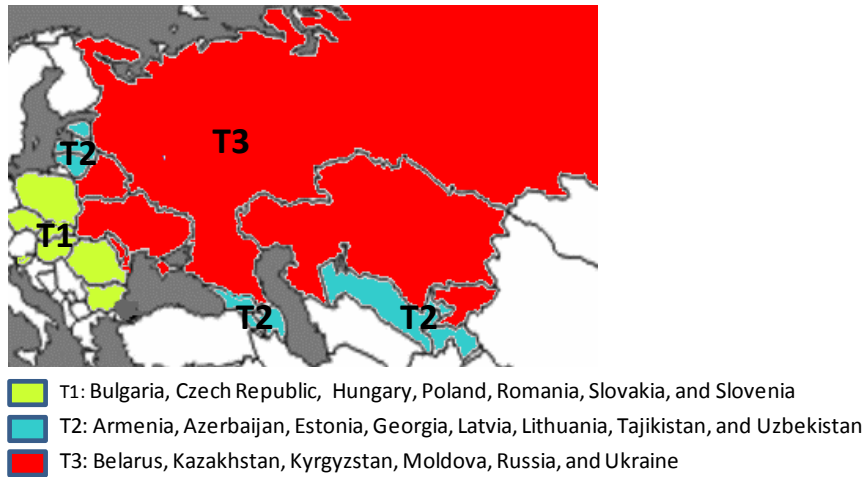 T3
T2
T1
T2
T2
T1: Bulgaria, Czech Republic, Hungary, Poland, Romania, Slovakia, and Slovenia
T2: Armenia, Azerbaijan, Estonia, Georgia, Latvia, Lithuania, Tajikistan, and Uzbekistan
T3: Belarus, Kazakhstan, Kyrgyzstan, Moldova, Russia, and Ukraine